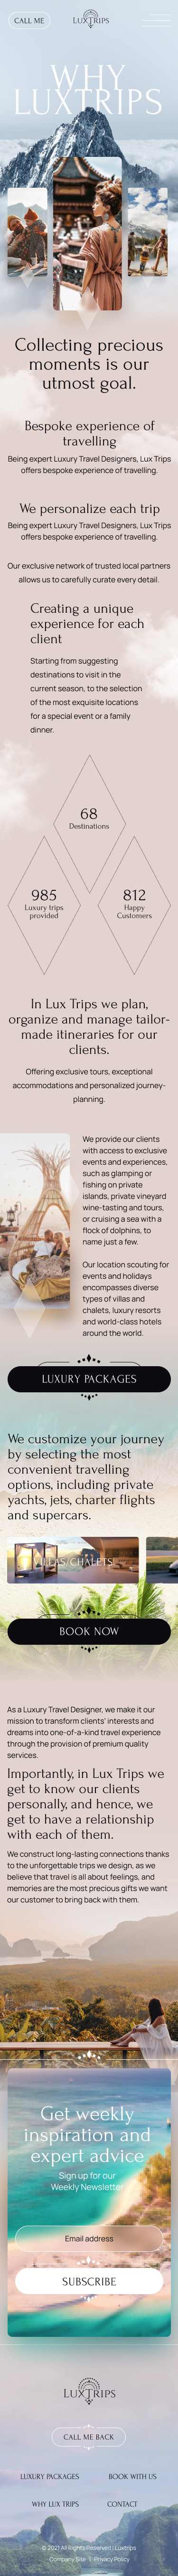 CALL ME
LUXTRIPS
WHY
LUXTRIPS
Collecting precious
moments is our
utmost goal.
Bespoke experience of
travelling
Being expert Luxury Travel Designers, Lux Trips
offers bespoke experience of travelling.
We personalize each trip
Being expert Luxury Travel Designers, Lux Trips
offers bespoke experience of travelling.
Our exclusive network of trusted local partners
allows us to carefully curate every detail.
Creating a unique
experience for each
client
Starting from suggesting
destinations to visit in the
current season, to the selection
of the most exquisite locations
for a special event or a family
dinner.
68
Destinations
985
Luxury trips
provided
812
Happy
Customers
In Lux Trips we plan,
organize and manage tailor-
made itineraries for our
clients.
Offering exclusive tours, exceptional
accommodations and personalized journey-
planning.
We provide our clients
with access to exclusive
events and experiences,
such as glamping or
fishing on private
islands, private vineyard
wine-tasting and tours,
or cruising a sea with a
flock of dolphins, to
name just a few.
Our location scouting for
events and holidays
encompasses diverse
types of villas and
chalets, luxury resorts
and world-class hotels
around the world.
LUXURY PACKAGES
We customize your journey
by selecting the most
convenient travelling
options, including private
yachts, jets, charter flights
and supercars.
VILLAS/CHALETS
BOOK NOW
As a Luxury Travel Designer, we make it our
mission to transform clients' interests and
dreams into one-of-a-kind travel experience
through the provision of premium quality
services.
Importantly, in Lux Trips we
get to know our clients
personally, and hence, we
get to have a relationship
with each of them.
We construct long-lasting connections thanks
to the unforgettable trips we design, as we
believe that travel is all about feelings, and
memories are the most precious gifts we want
our customer to bring back with them.
Get weekly
inspiration and
expert advice
Sign up for our
Weekly Newsletter
Email address
SUBSCRIBE
LUXTRIPS
CALL ME BACK
LUXURY PACKAGES
BOOK WITH US
WHY LUX TRIPS
CONTACT
© 2021 All Rights Reserved | Luxtrips
Company Site | Privacy Policy